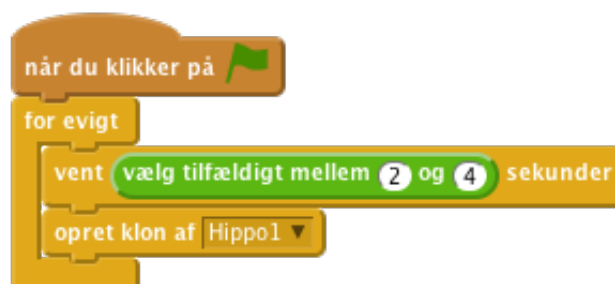 når du klikker på
for evigt
vent vælg tilfældigt mellem 2 og 4 sekunder
opret klon af Hippo1